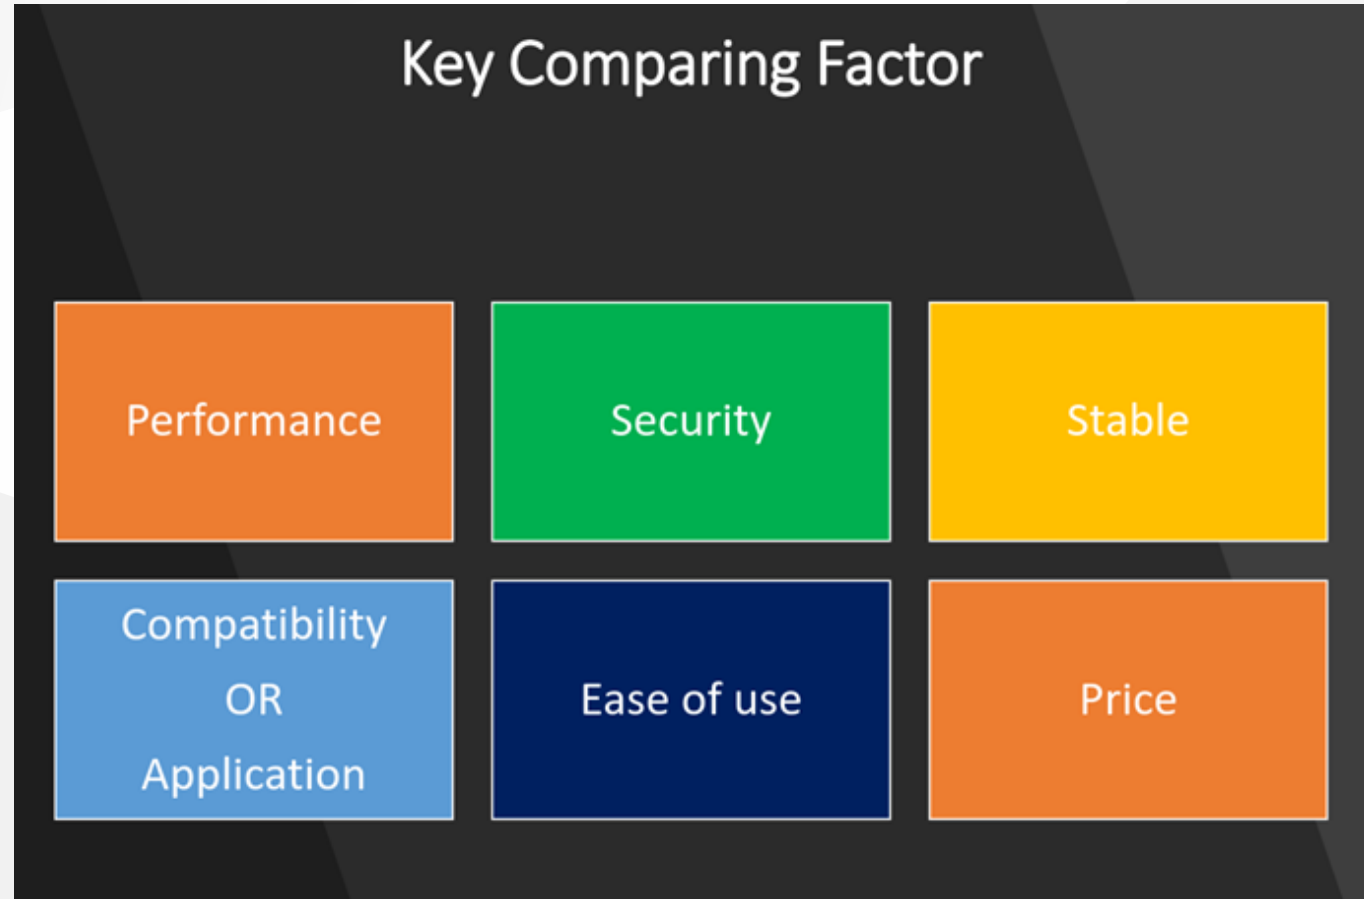 Key Comparing Factor
Performance
Security
Stable
Compatibility
OR
Application
Ease of use
Price